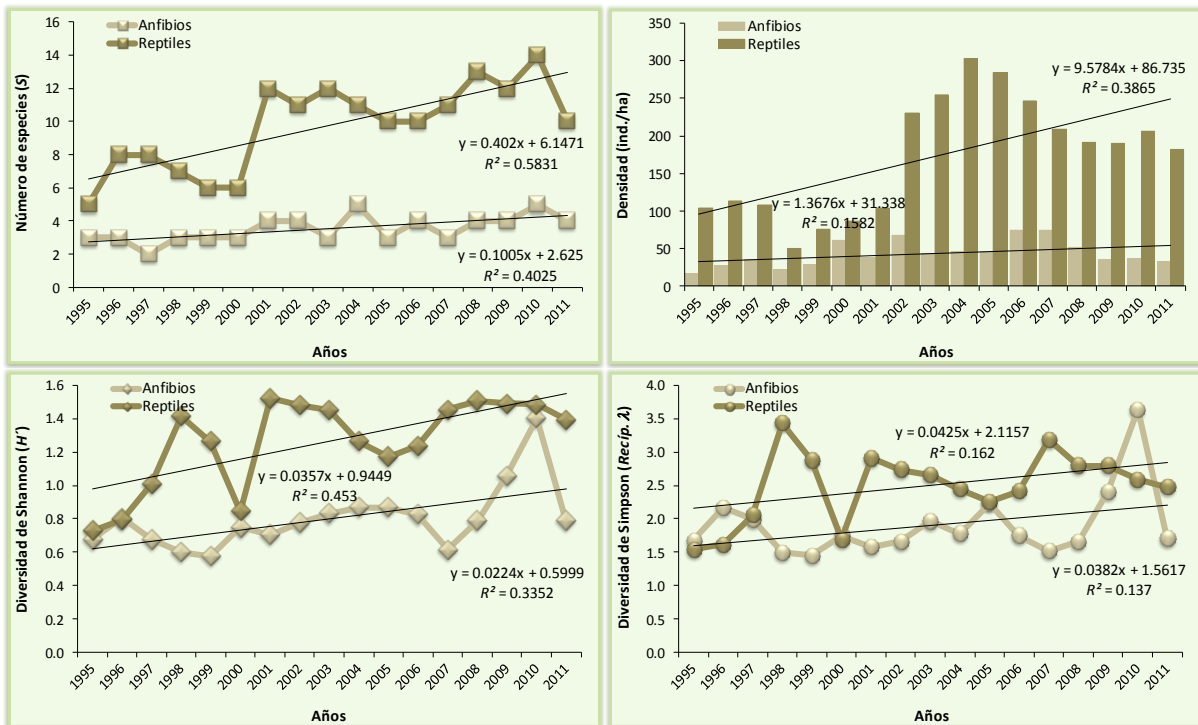 Anfibios
Reptiles
Número de especies (S)
16
14
12
10
8
6
4
2
0
y = 0.402x + 6.1471
R² = 0.5831
y = 0.1005x + 2.625
R² = 0.4025
1995 1996 1997 1998 1999 2000 2001 2002 2003 2004 2005 2006 2007 2008 2009 2010 2011
Años
Anfibios
Reptiles
Densidad (ind./ha)
350
300
250
200
150
100
50
0
y = 9.5784x + 86.735
R² = 0.3865
y = 1.3676x + 31.338
R² = 0.1582
1995 1996 1997 1998 1999 2000 2001 2002 2003 2004 2005 2006 2007 2008 2009 2010 2011
Años
Anfibios
Reptiles
Diversidad de Shannon (H')
1.6
1.4
1.2
1.0
0.8
0.6
0.4
0.2
0.0
y = 0.0357x + 0.9449
R² = 0.453
y = 0.0224x + 0.5999
R² = 0.3352
1995 1996 1997 1998 1999 2000 2001 2002 2003 2004 2005 2006 2007 2008 2009 2010 2011
Años
Anfibios
Reptiles
Diversidad de Simpson (Recíp. λ)
4.0
3.5
3.0
2.5
2.0
1.5
1.0
0.5
0.0
y = 0.0425x + 2.1157
R² = 0.162
y = 0.0382x + 1.5617
R² = 0.137
1995 1996 1997 1998 1999 2000 2001 2002 2003 2004 2005 2006 2007 2008 2009 2010 2011
Años